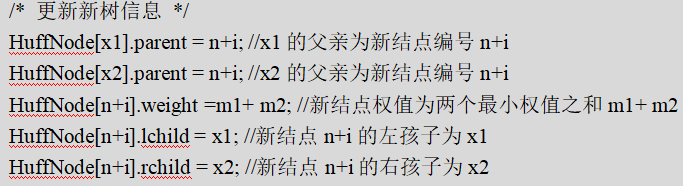 /* 更新新树信息 */
HuffNode[x1].parent = n+i; //x1 的父亲为新结点编号 n+i
HuffNode[x2].parent = n+i; //x2 的父亲为新结点编号 n+i
HuffNode[n+i].weight =m1+ m2; //新结点权值为两个最小权值之和 m1+ m2
HuffNode[n+i].lchild = x1; //新结点 n+i 的左孩子为 x1
HuffNode[n+i].rchild = x2; //新结点 n+i 的右孩子为 x2